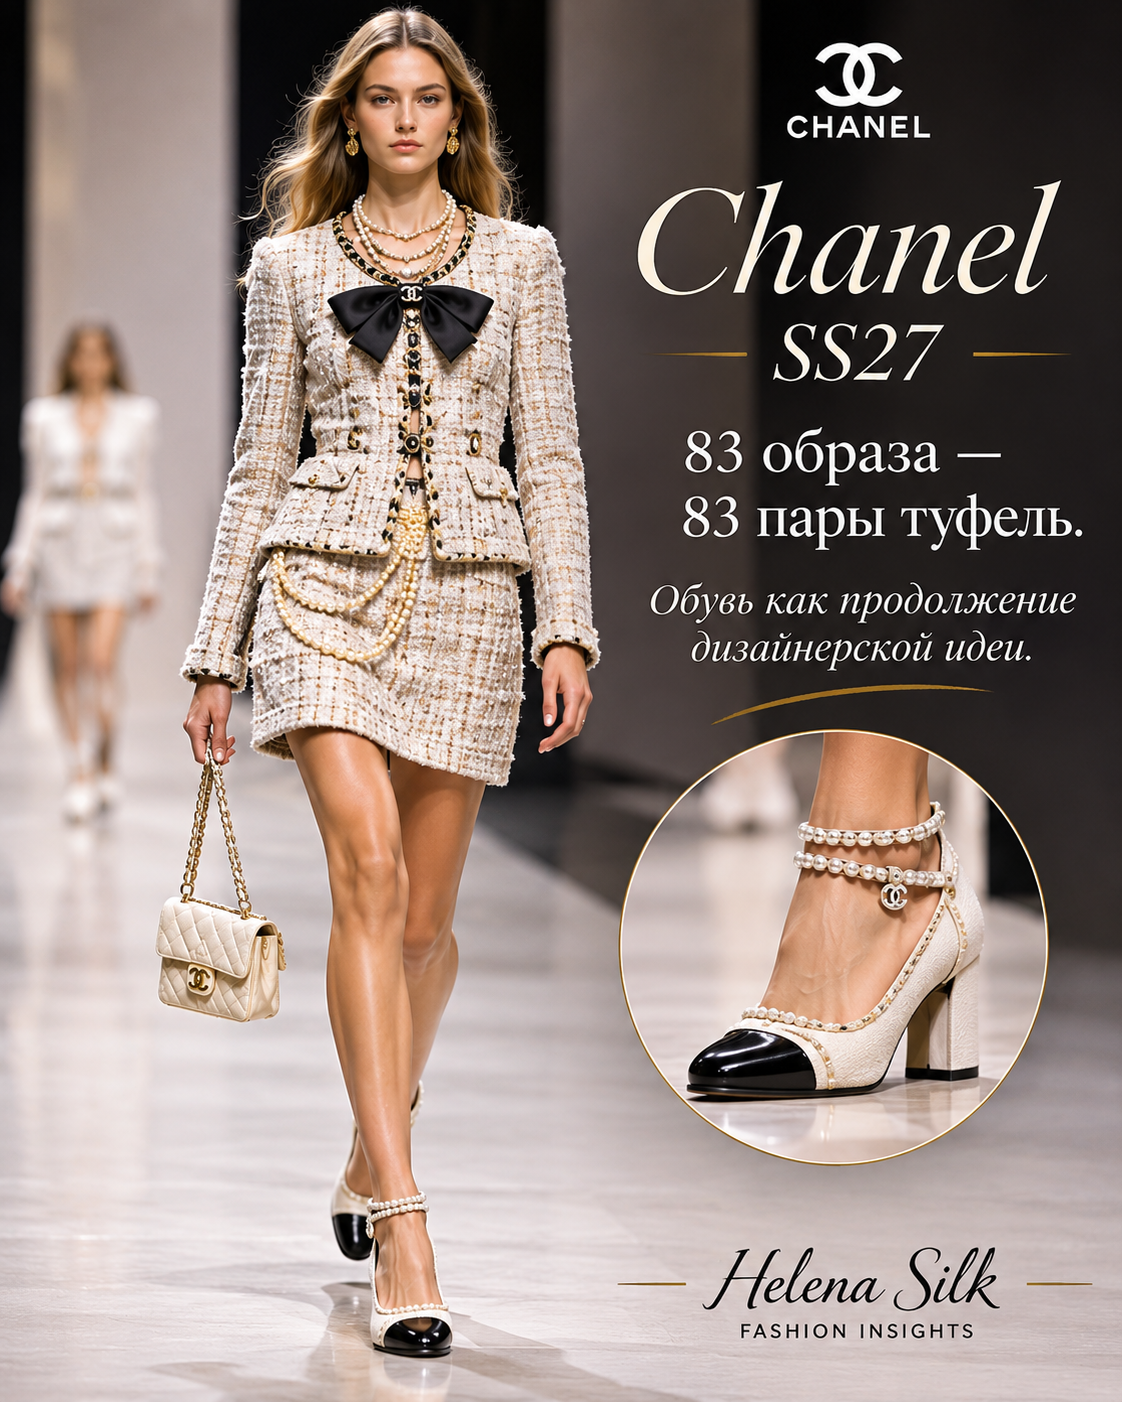 CHANEL
Chanel
SS27
83 образа —
83 пары туфель.
Обувь как продолжение
дизайнерской идеи.
Helena Silk
FASHION INSIGHTS